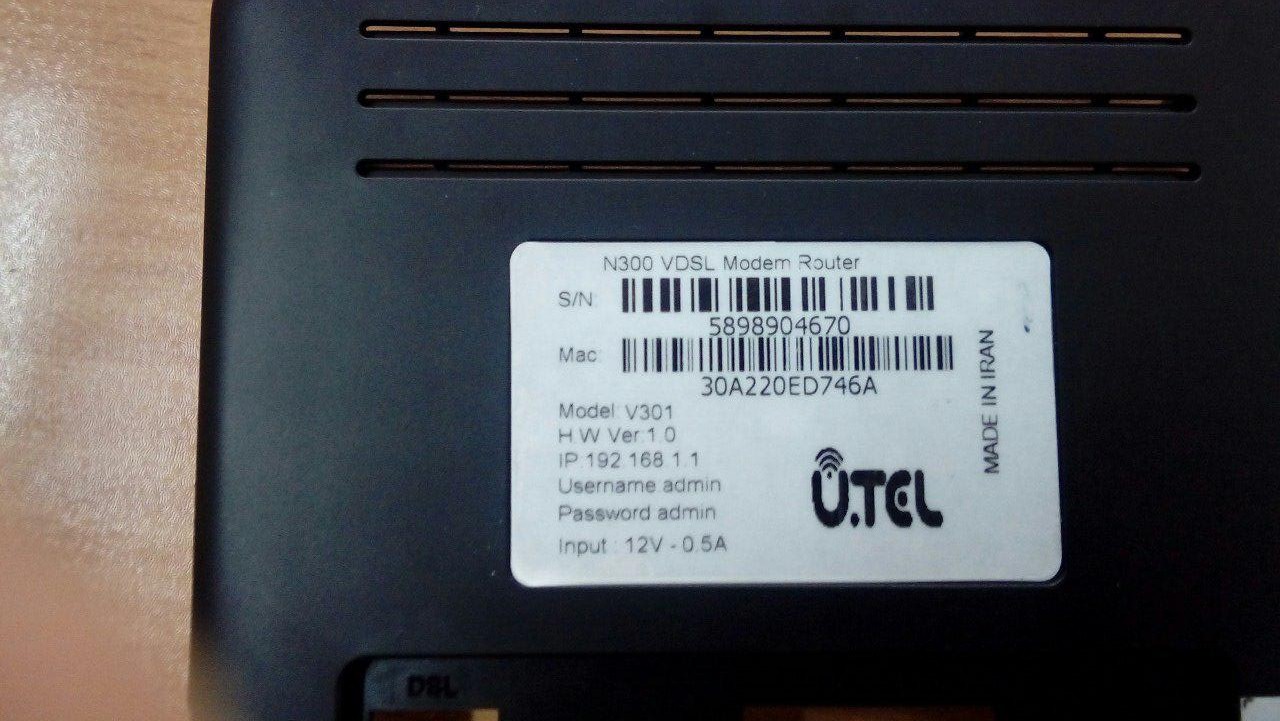 N300 VDSL Modem Router
S/N:
5898904670
Mac:
30A220ED746A
Model: V301
H.W Ver:1.0
IP:192.168.1.1
Username:admin
Password:admin
Input : 12V - 0.5A
U.TEL
MADE IN IRAN
DSL